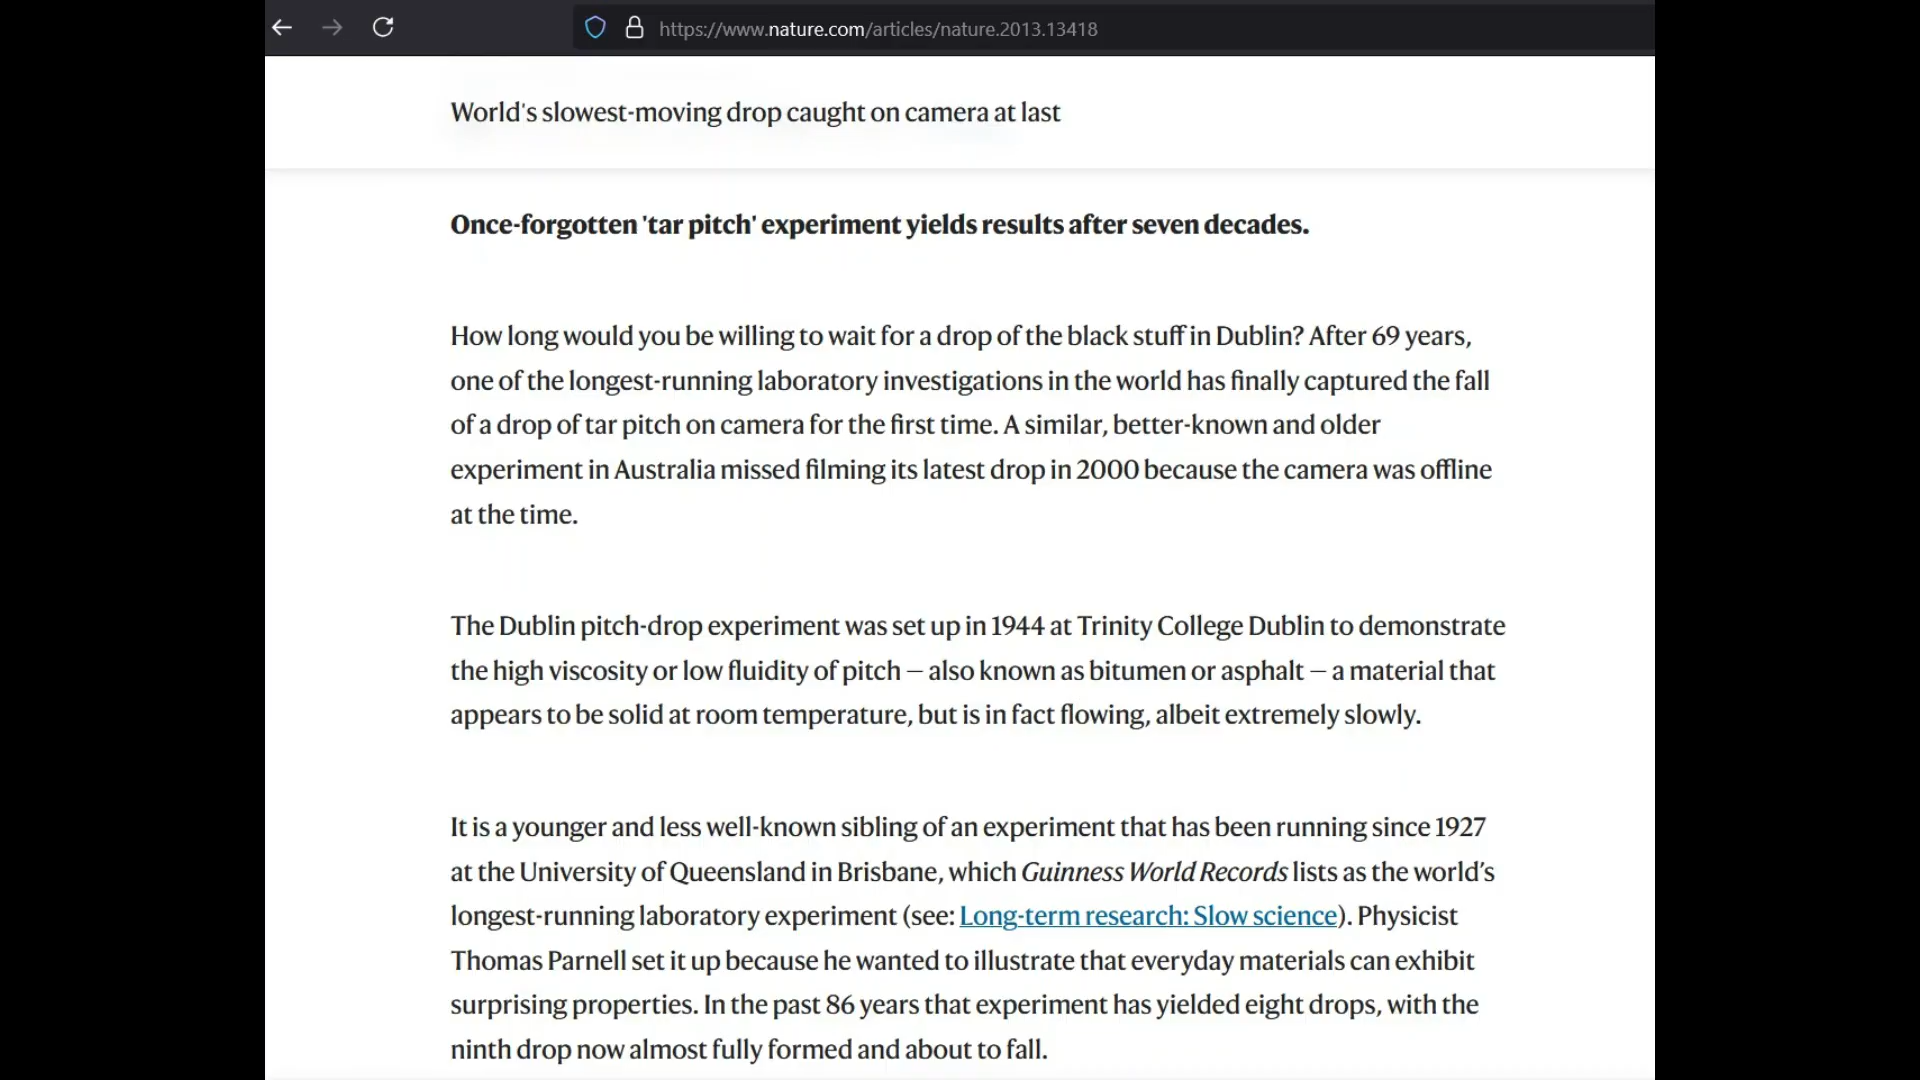 https://www.nature.com/articles/nature.2013.13418
World's slowest-moving drop caught on camera at last
Once-forgotten 'tar pitch' experiment yields results after seven decades.
How long would you be willing to wait for a drop of the black stuff in Dublin? After 69 years,
one of the longest-running laboratory investigations in the world has finally captured the fall
of a drop of tar pitch on camera for the first time. A similar, better-known and older
experiment in Australia missed filming its latest drop in 2000 because the camera was offline
at the time.
The Dublin pitch-drop experiment was set up in 1944 at Trinity College Dublin to demonstrate
the high viscosity or low fluidity of pitch — also known as bitumen or asphalt — a material that
appears to be solid at room temperature, but is in fact flowing, albeit extremely slowly.
It is a younger and less well-known sibling of an experiment that has been running since 1927
at the University of Queensland in Brisbane, which Guinness World Records lists as the world’s
longest-running laboratory experiment (see: Long-term research: Slow science). Physicist
Thomas Parnell set it up because he wanted to illustrate that everyday materials can exhibit
surprising properties. In the past 86 years that experiment has yielded eight drops, with the
ninth drop now almost fully formed and about to fall.